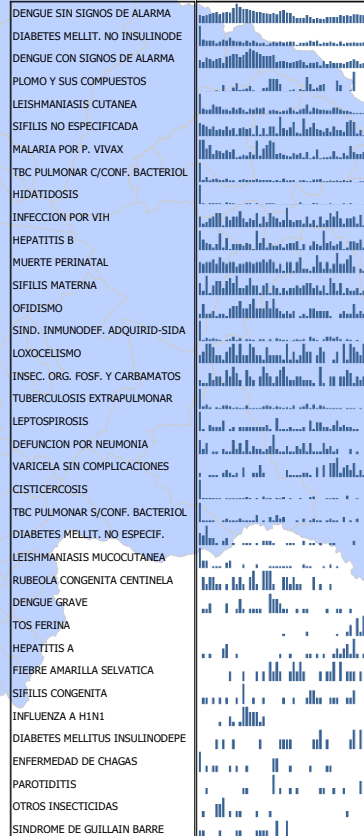 DENGUE SIN SIGNOS DE ALARMA
DIABETES MELLIT. NO INSULINODE
DENGUE CON SIGNOS DE ALARMA
PLOMO Y SUS COMPUESTOS
LEISHMANIASIS CUTANEA
SIFILIS NO ESPECIFICADA
MALARIA POR P. VIVAX
TBC PULMONAR C/CONF. BACTERIOL
HIDATIDOSIS
INFECCION POR VIH
HEPATITIS B
MUERTE PERINATAL
SIFILIS MATERNA
OFIDISMO
SIND. INMUNODEF. ADQUIRID-SIDA
LOXOCELISMO
INSEC. ORG. FOSF. Y CARBAMATOS
TUBERCULOSIS EXTRAPULMONAR
LEPTOSPIROSIS
DEFUNCION POR NEUMONIA
VARICELA SIN COMPLICACIONES
CISTICERCOSIS
TBC PULMONAR S/CONF. BACTERIOL
DIABETES MELLIT. NO ESPECIF.
LEISHMANIASIS MUCOCUTANEA
RUBEOLA CONGENITA CENTINELA
DENGUE GRAVE
TOS FERINA
HEPATITIS A
FIEBRE AMARILLA SELVATICA
SIFILIS CONGENITA
INFLUENZA A H1N1
DIABETES MELLITUS INSULINODEPE
ENFERMEDAD DE CHAGAS
PAROTIDITIS
OTROS INSECTICIDAS
SINDROME DE GUILLAIN BARRE